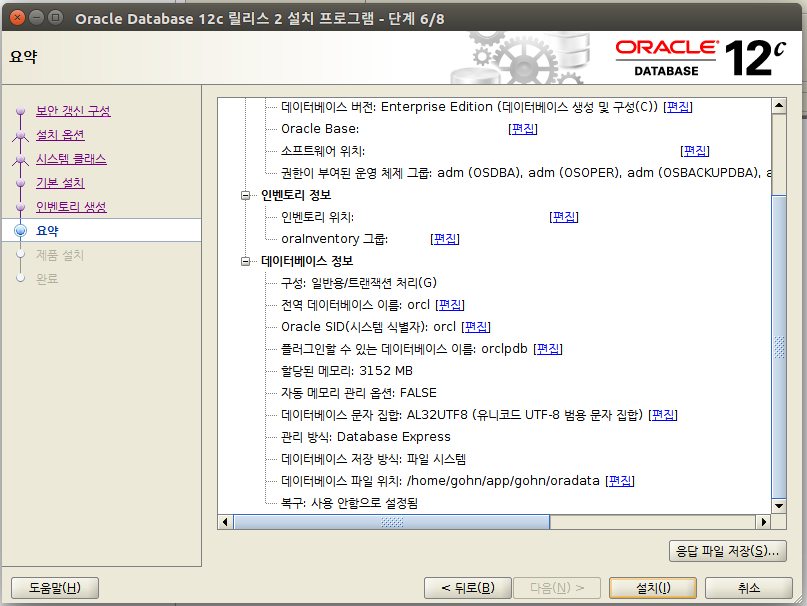 Oracle Database 12c 릴리스 2 설치 프로그램 - 단계 6/8
요약
ORACLE
DATABASE
12c
보안 갱신 구성
설치 옵션
시스템 클래스
기본 설치
인벤토리 생성
요약
제품 설치
완료
데이터베이스 버전: Enterprise Edition (데이터베이스 생성 및 구성(C)) [편집]
Oracle Base: [편집]
소프트웨어 위치: [편집]
권한이 부여된 운영 체제 그룹: adm (OSDBA), adm (OSOPER), adm (OSBACKUPDBA), a
인벤토리 정보
인벤토리 위치: [편집]
oraInventory 그룹: [편집]
데이터베이스 정보
구성: 일반용/트랜잭션 처리(G)
전역 데이터베이스 이름: orcl [편집]
Oracle SID(시스템 식별자): orcl [편집]
플러그인할 수 있는 데이터베이스 이름: orclpdb [편집]
할당된 메모리: 3152 MB
자동 메모리 관리 옵션: FALSE
데이터베이스 문자 집합: AL32UTF8 (유니코드 UTF-8 범용 문자 집합) [편집]
관리 방식: Database Express
데이터베이스 저장 방식: 파일 시스템
데이터베이스 파일 위치: /home/gohn/app/gohn/oradata [편집]
복구: 사용 안함으로 설정됨
응답 파일 저장(S)...
도움말(H)
< 뒤로(B)
다음(N) >
설치(I)
취소